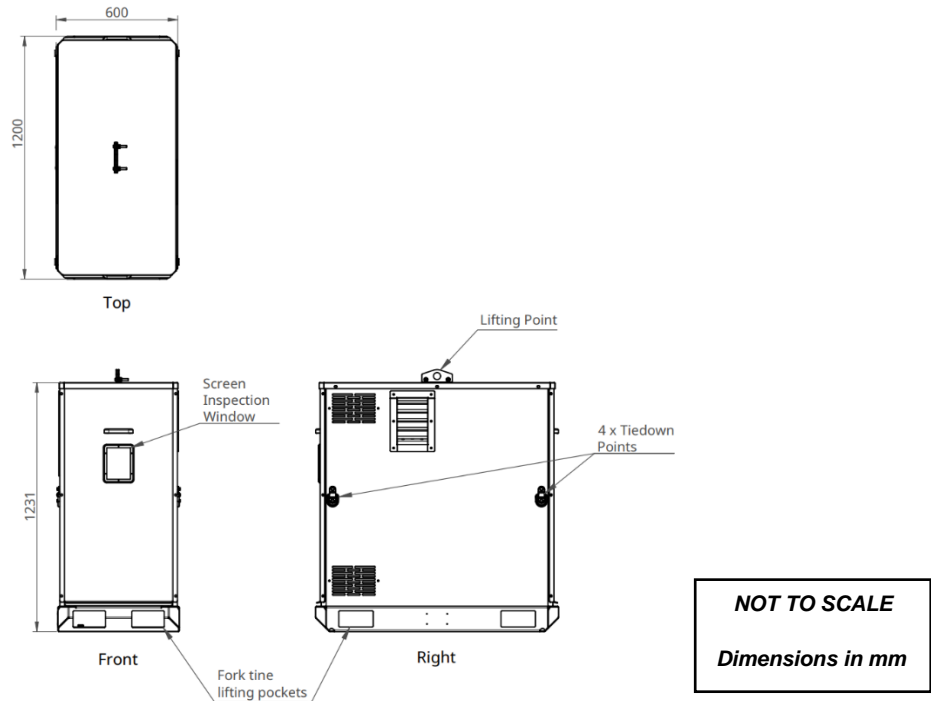 600
1200
Top
Lifting Point
Screen
Inspection
Window
4 x Tiedown
Points
1231
NOT TO SCALE
Dimensions in mm
Front
Right
Fork tine
lifting pockets